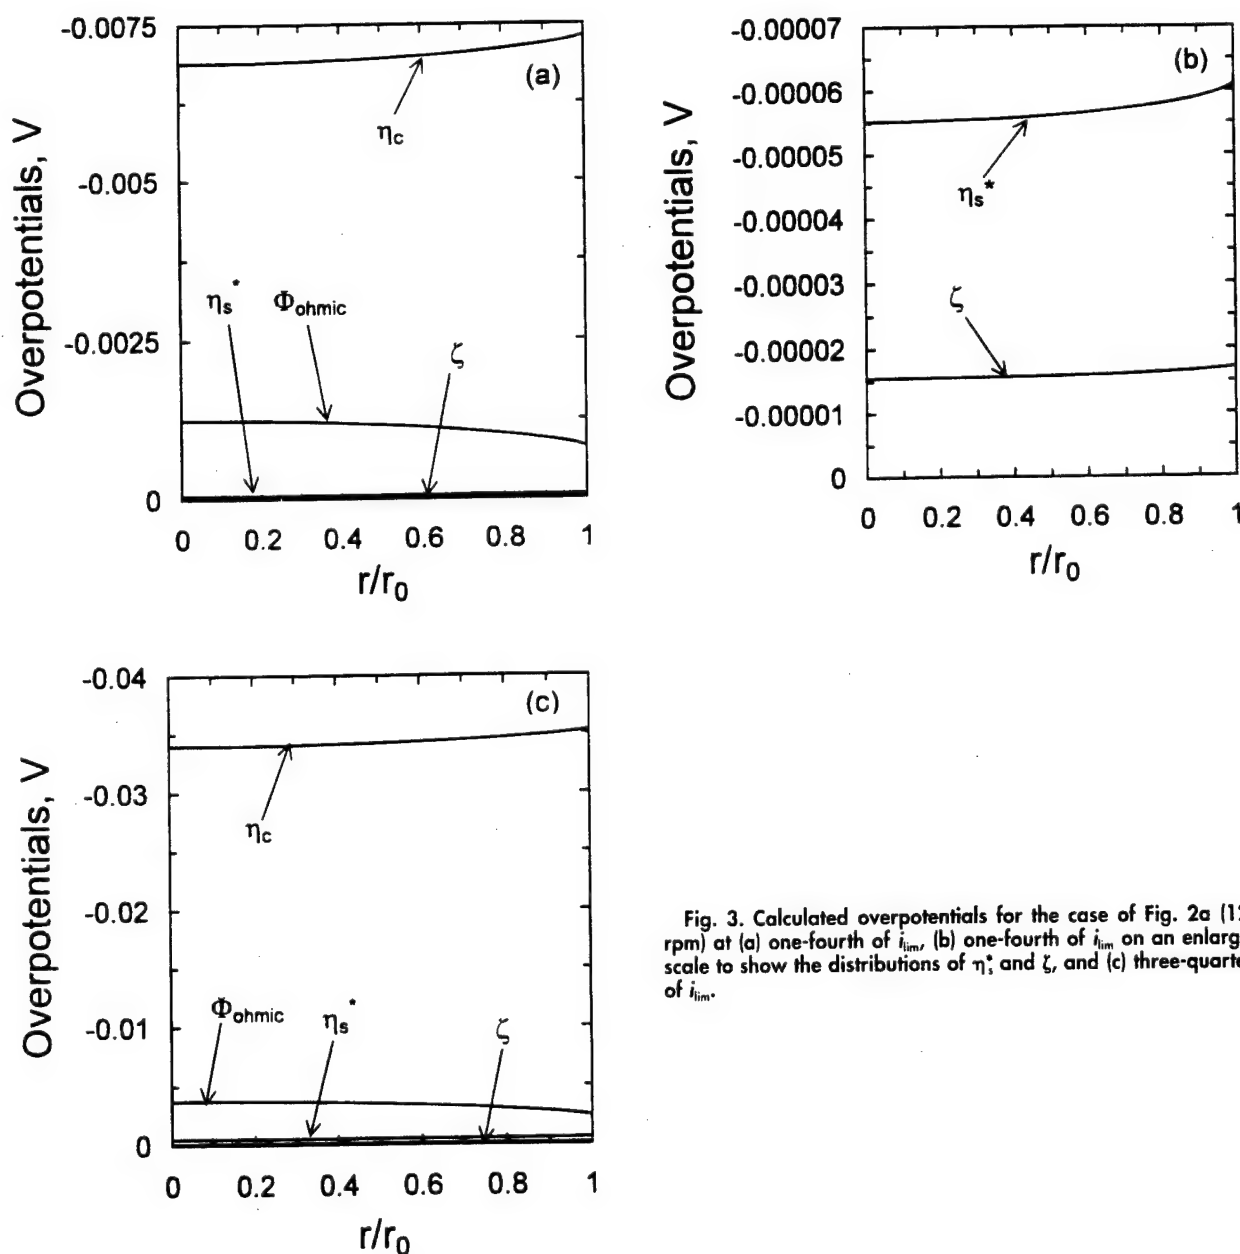 -0.0075
-0.005
-0.0025
0
Overpotentials, V
(a)
ηc
ηs*
Φohmic
ζ
0 0.2 0.4 0.6 0.8 1
r/r0
-0.00007
-0.00006
-0.00005
-0.00004
-0.00003
-0.00002
-0.00001
0
Overpotentials, V
(b)
ηs*
ζ
0 0.2 0.4 0.6 0.8 1
r/r0
-0.04
-0.03
-0.02
-0.01
0
Overpotentials, V
(c)
ηc
Φohmic
ηs*
ζ
0 0.2 0.4 0.6 0.8 1
r/r0
Fig. 3. Calculated overpotentials for the case of Fig. 2a
rpm) at (a) one-fourth of ilim, (b) one-fourth of ilim on an
scale to show the distributions of ηs* and ζ, and (c)
of ilim.